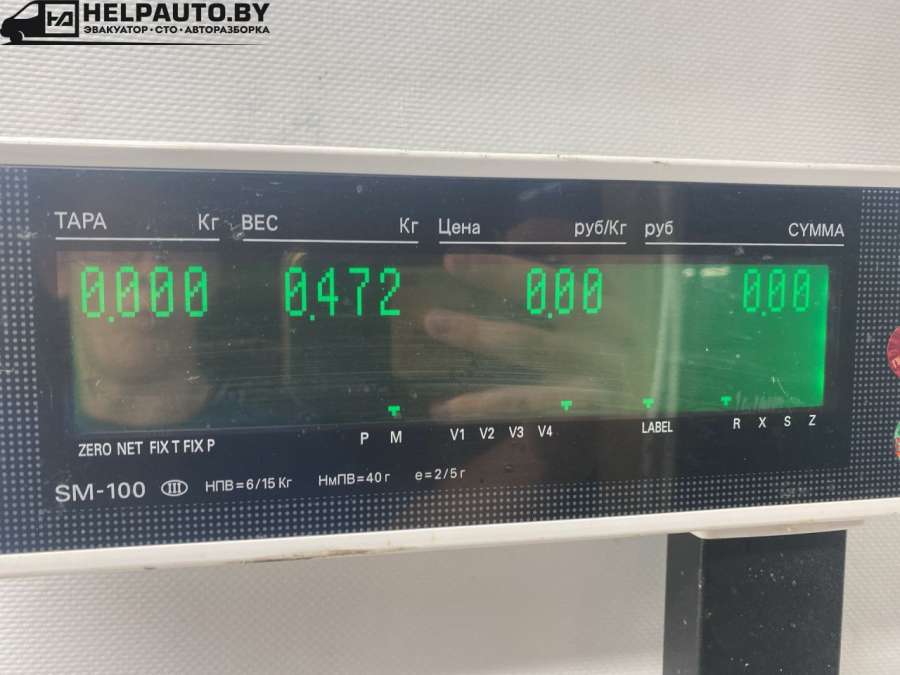 HELPAUTO.BY
ЭВАКУАТОР • СТО • АВТОРАЗБОРКА
ТАРА Кг ВЕС Кг Цена руб/Кг руб СУММА
0.000 0.472 0.00 0.00
ZERO NET FIX T FIX P P M V1 V2 V3 V4 LABEL R X S Z
SM-100 III НПВ=6/15 Кг НмПВ=40 г e=2/5 г